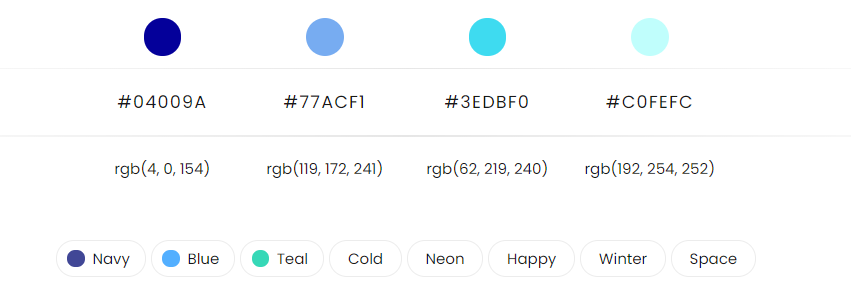 #04009A #77ACF1 #3EDBF0 #C0FEFC
rgb(4, 0, 154) rgb(119, 172, 241) rgb(62, 219, 240) rgb(192, 254, 252)
Navy Blue Teal Cold Neon Happy Winter Space